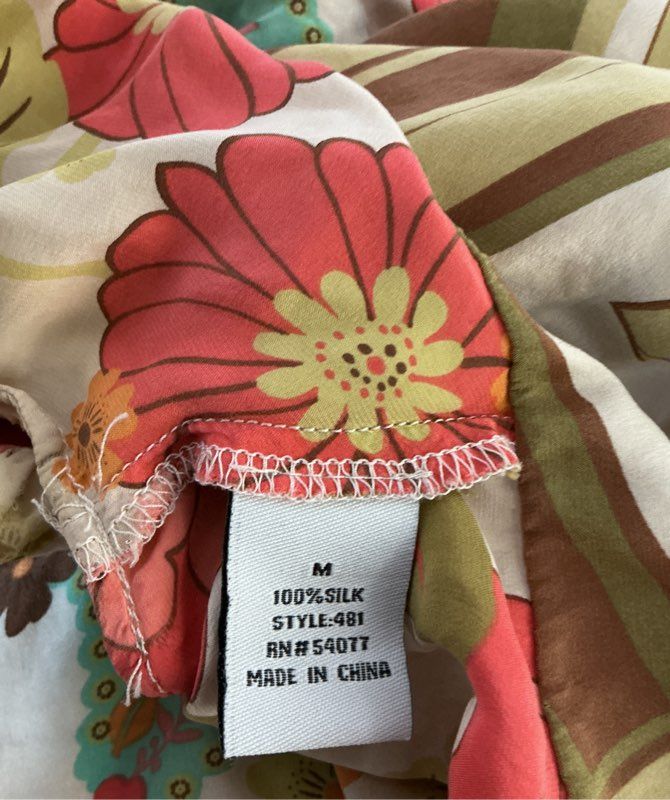 M
100%SILK
STYLE:481
RN#54077
MADE IN CHINA